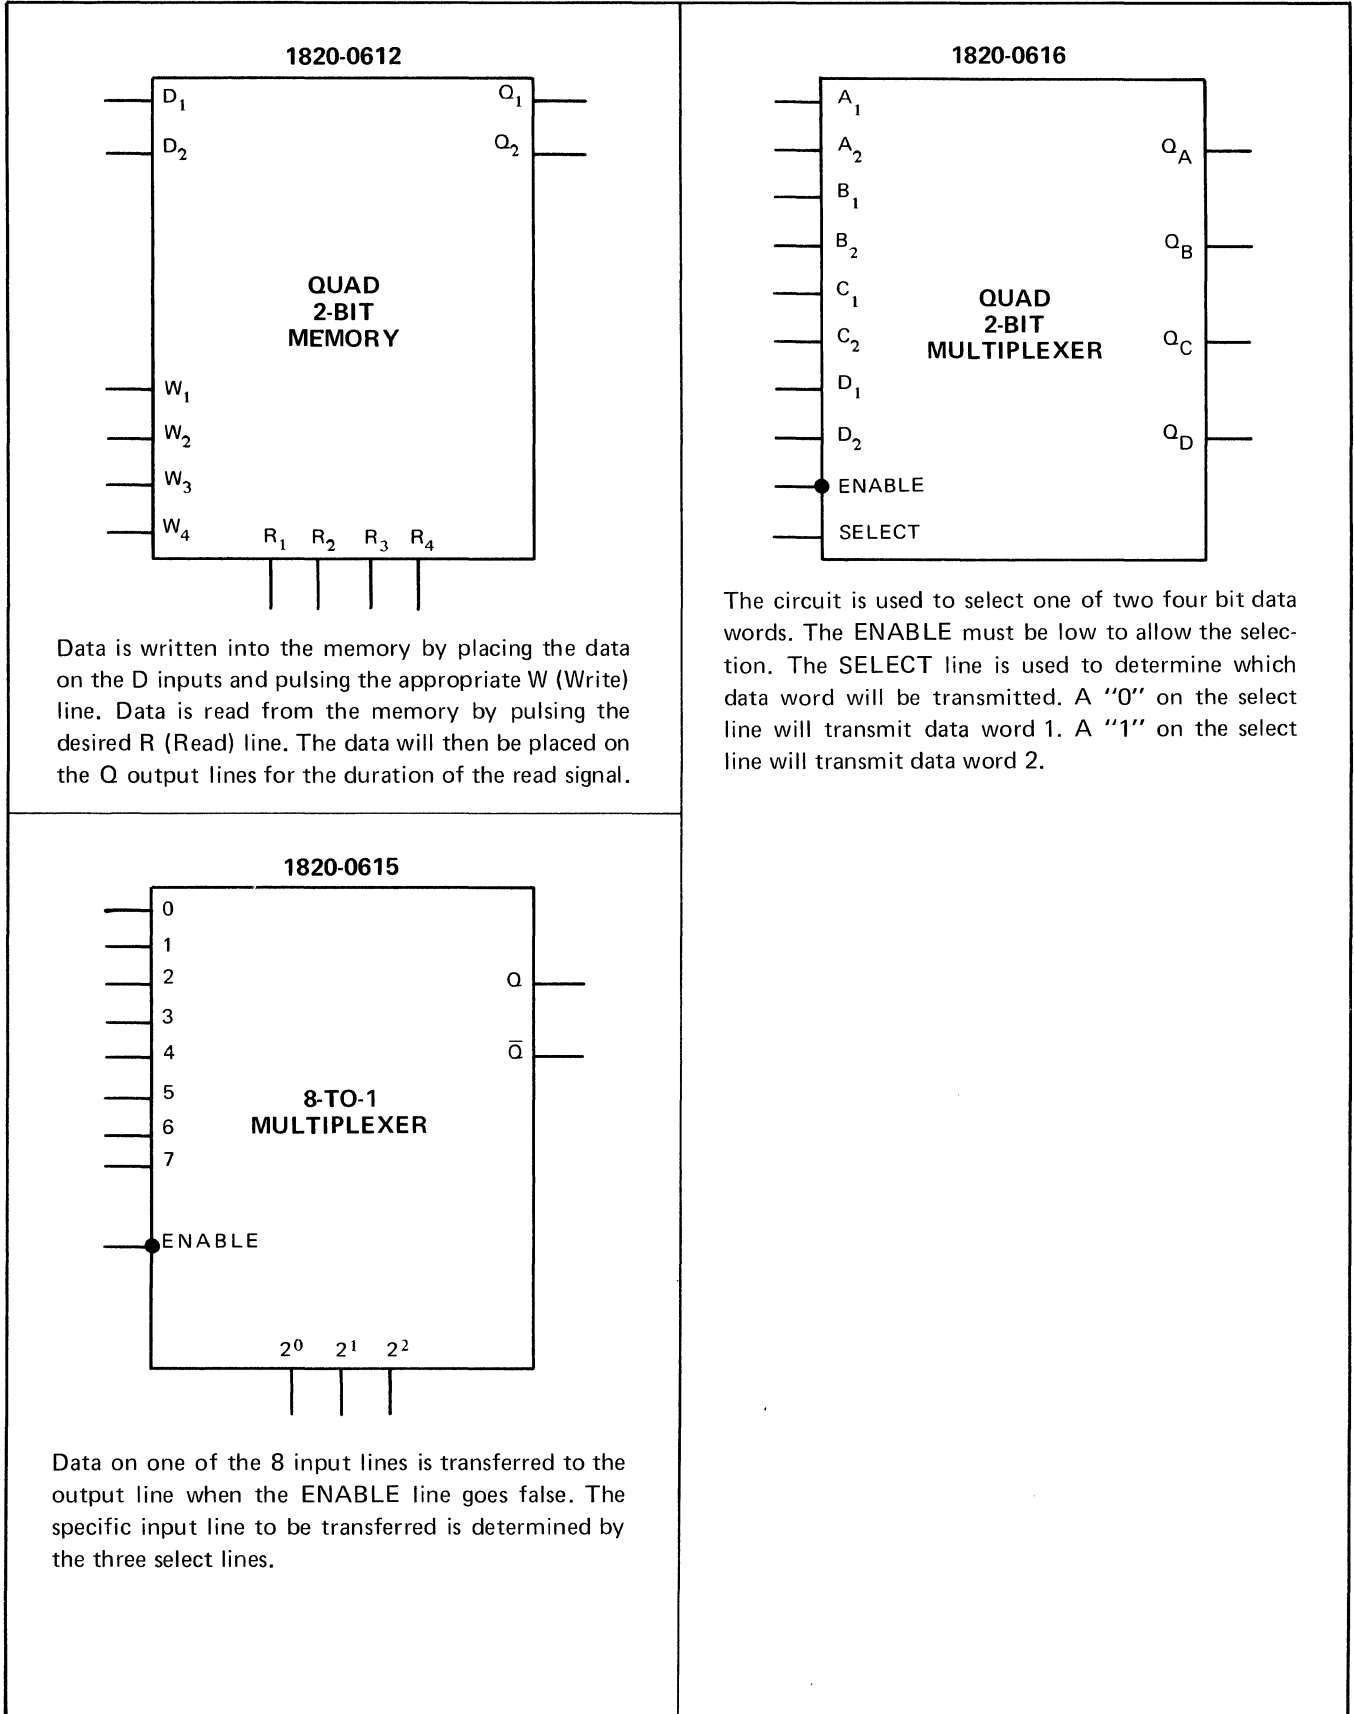 1820-0612
D1 Q1
D2 Q2
QUAD
2-BIT
MEMORY
W1
W2
W3
W4
R1 R2 R3 R4
Data is written into the memory by placing the data
on the D inputs and pulsing the appropriate W (Write)
line. Data is read from the memory by pulsing the
desired R (Read) line. The data will then be placed on
the Q output lines for the duration of the read signal.
1820-0615
0
1
2 Q
3
4 Q̅
5
8-TO-1
6
MULTIPLEXER
7
ENABLE
2⁰ 2¹ 2²
Data on one of the 8 input lines is transferred to the
output line when the ENABLE line goes false. The
specific input line to be transferred is determined by
the three select lines.
1820-0616
A1
A2 QA
B1
B2 QB
C1
QUAD
2-BIT
C2 QC
MULTIPLEXER
D1
D2 QD
ENABLE
SELECT
The circuit is used to select one of two four bit data
words. The ENABLE must be low to allow the selec-
tion. The SELECT line is used to determine which
data word will be transmitted. A "0" on the select
line will transmit data word 1. A "1" on the select
line will transmit data word 2.